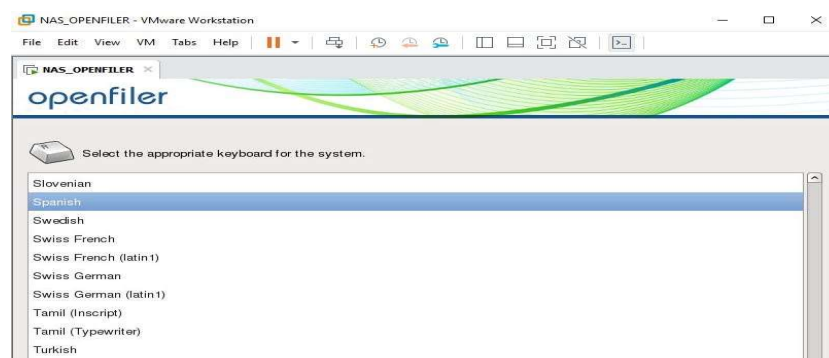 NAS_OPENFILER - VMware Workstation
File Edit View VM Tabs Help
NAS_OPENFILER
openfiler
Select the appropriate keyboard for the system.
Slovenian
Spanish
Swedish
Swiss French
Swiss French (latin1)
Swiss German
Swiss German (latin1)
Tamil (Inscript)
Tamil (Typewriter)
Turkish